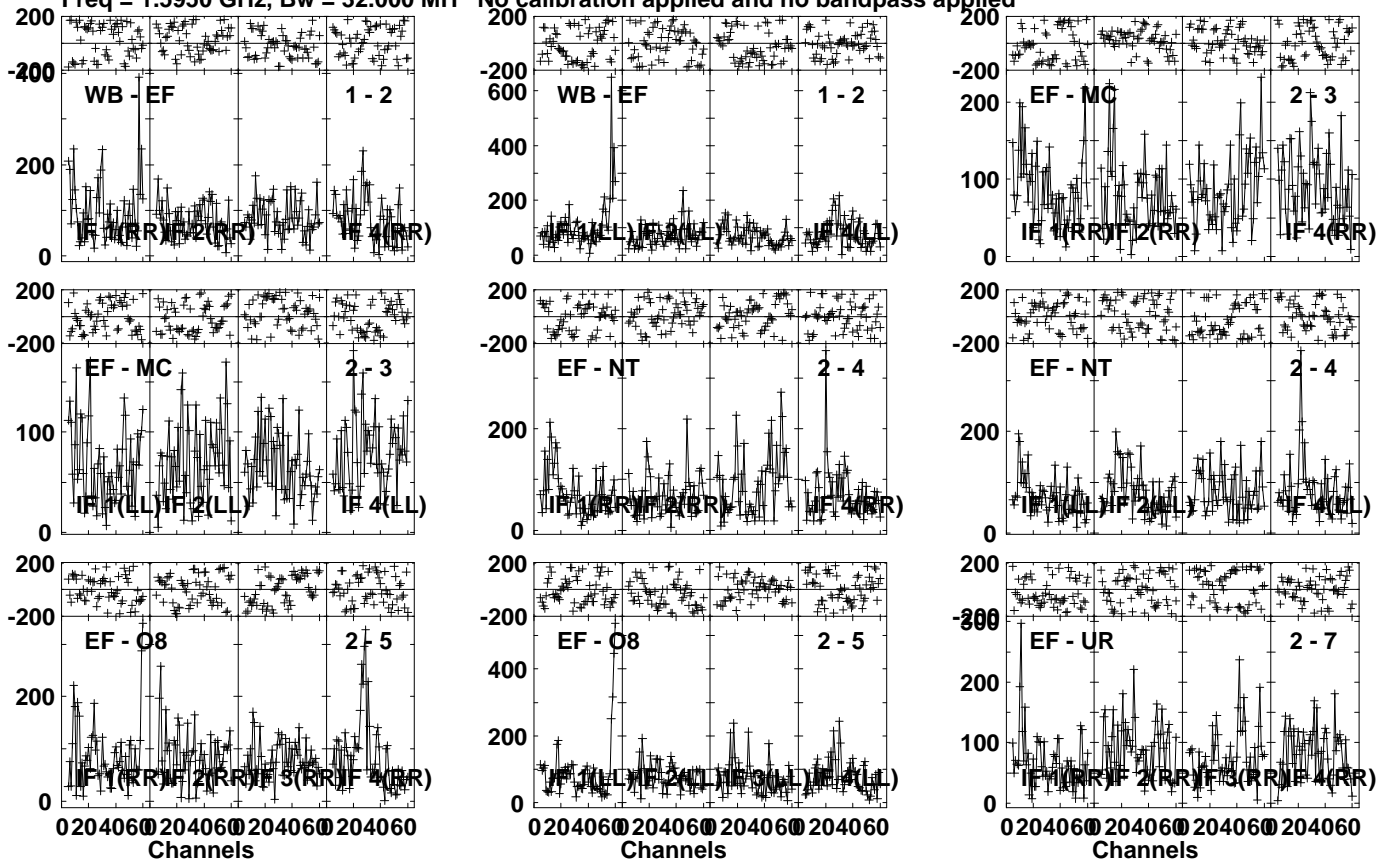 Freq = 1.5950 GHz, Bw = 32.000 MH No calibration applied and no bandpass applied
200 200 200
-200 -200 -200
400
WB - EF 1 - 2 WB - EF 1 - 2 EF - MC 2 - 3
600 200
400
200 100
200
IF 1(RR) IF 2(RR) IF 4(RR) IF 1(LL) IF 2(LL) IF 4(LL) IF 1(RR) IF 2(RR) IF 4(RR)
0 0 0
200 200 200
-200 -200 -200
EF - MC 2 - 3 EF - NT 2 - 4 EF - NT 2 - 4
100 200 200
IF 1(LL) IF 2(LL) IF 4(LL) IF 1(RR) IF 2(RR) IF 4(RR) IF 1(LL) IF 2(LL) IF 4(LL)
0 0 0
200 200 200
-200 -200 -200
300
EF - O8 2 - 5 EF - O8 2 - 5 EF - UR 2 - 7
400 200
200 200 100
IF 1(RR) IF 2(RR) IF 3(RR) IF 4(RR) IF 1(LL) IF 2(LL) IF 3(LL) IF 4(LL) IF 1(RR) IF 2(RR) IF 3(RR) IF 4(RR)
0 0 0
0 20 40 60 0 20 40 60 0 20 40 60 0 20 40 60 0 20 40 60 0 20 40 60 0 20 40 60 0 20 40 60 0 20 40 60 0 20 40 60 0 20 40 60 0 20 40 60
Channels Channels Channels